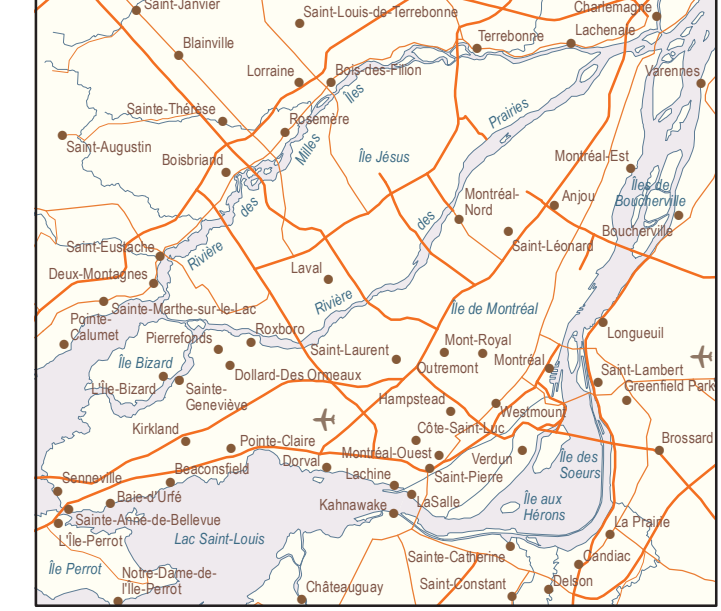 Saint-Janvier
Saint-Louis-de-Terrebonne
Charlemagne
Lachenaie
Terrebonne
Blainville
Lorraine
Bois-des-Filion
Varennes
Îles
Milles
des
Rivière
Sainte-Thérèse
Rosemère
Prairies
des
Rivière
Saint-Augustin
Boisbriand
Île Jésus
Montréal-Est
Îles de
Boucherville
Montréal-
Nord
Anjou
Boucherville
Saint-Léonard
Saint-Eustache
Deux-Montagnes
Laval
Sainte-Marthe-sur-le-Lac
Île de Montréal
Pointe-
Calumet
Pierrefonds
Roxboro
Saint-Laurent
Mont-Royal
Outremont
Montréal
Longueuil
Île Bizard
Dollard-Des Ormeaux
Saint-Lambert
L'Île-Bizard
Sainte-
Geneviève
Hampstead
Greenfield Park
Westmount
Kirkland
Côte-Saint-Luc
Pointe-Claire
Montréal-Ouest
Verdun
Brossard
Beaconsfield
Dorval
Lachine
Saint-Pierre
Île des
Soeurs
Senneville
Baie-d'Urfé
Kahnawake
LaSalle
Île aux
Hérons
Sainte-Anne-de-Bellevue
La Praine
L'Île-Perrot
Lac Saint-Louis
Sainte-Catherine
Candiac
Île Perrot
Notre-Dame-de-
l'Île-Perrot
Châteauguay
Saint-Constant
Delson